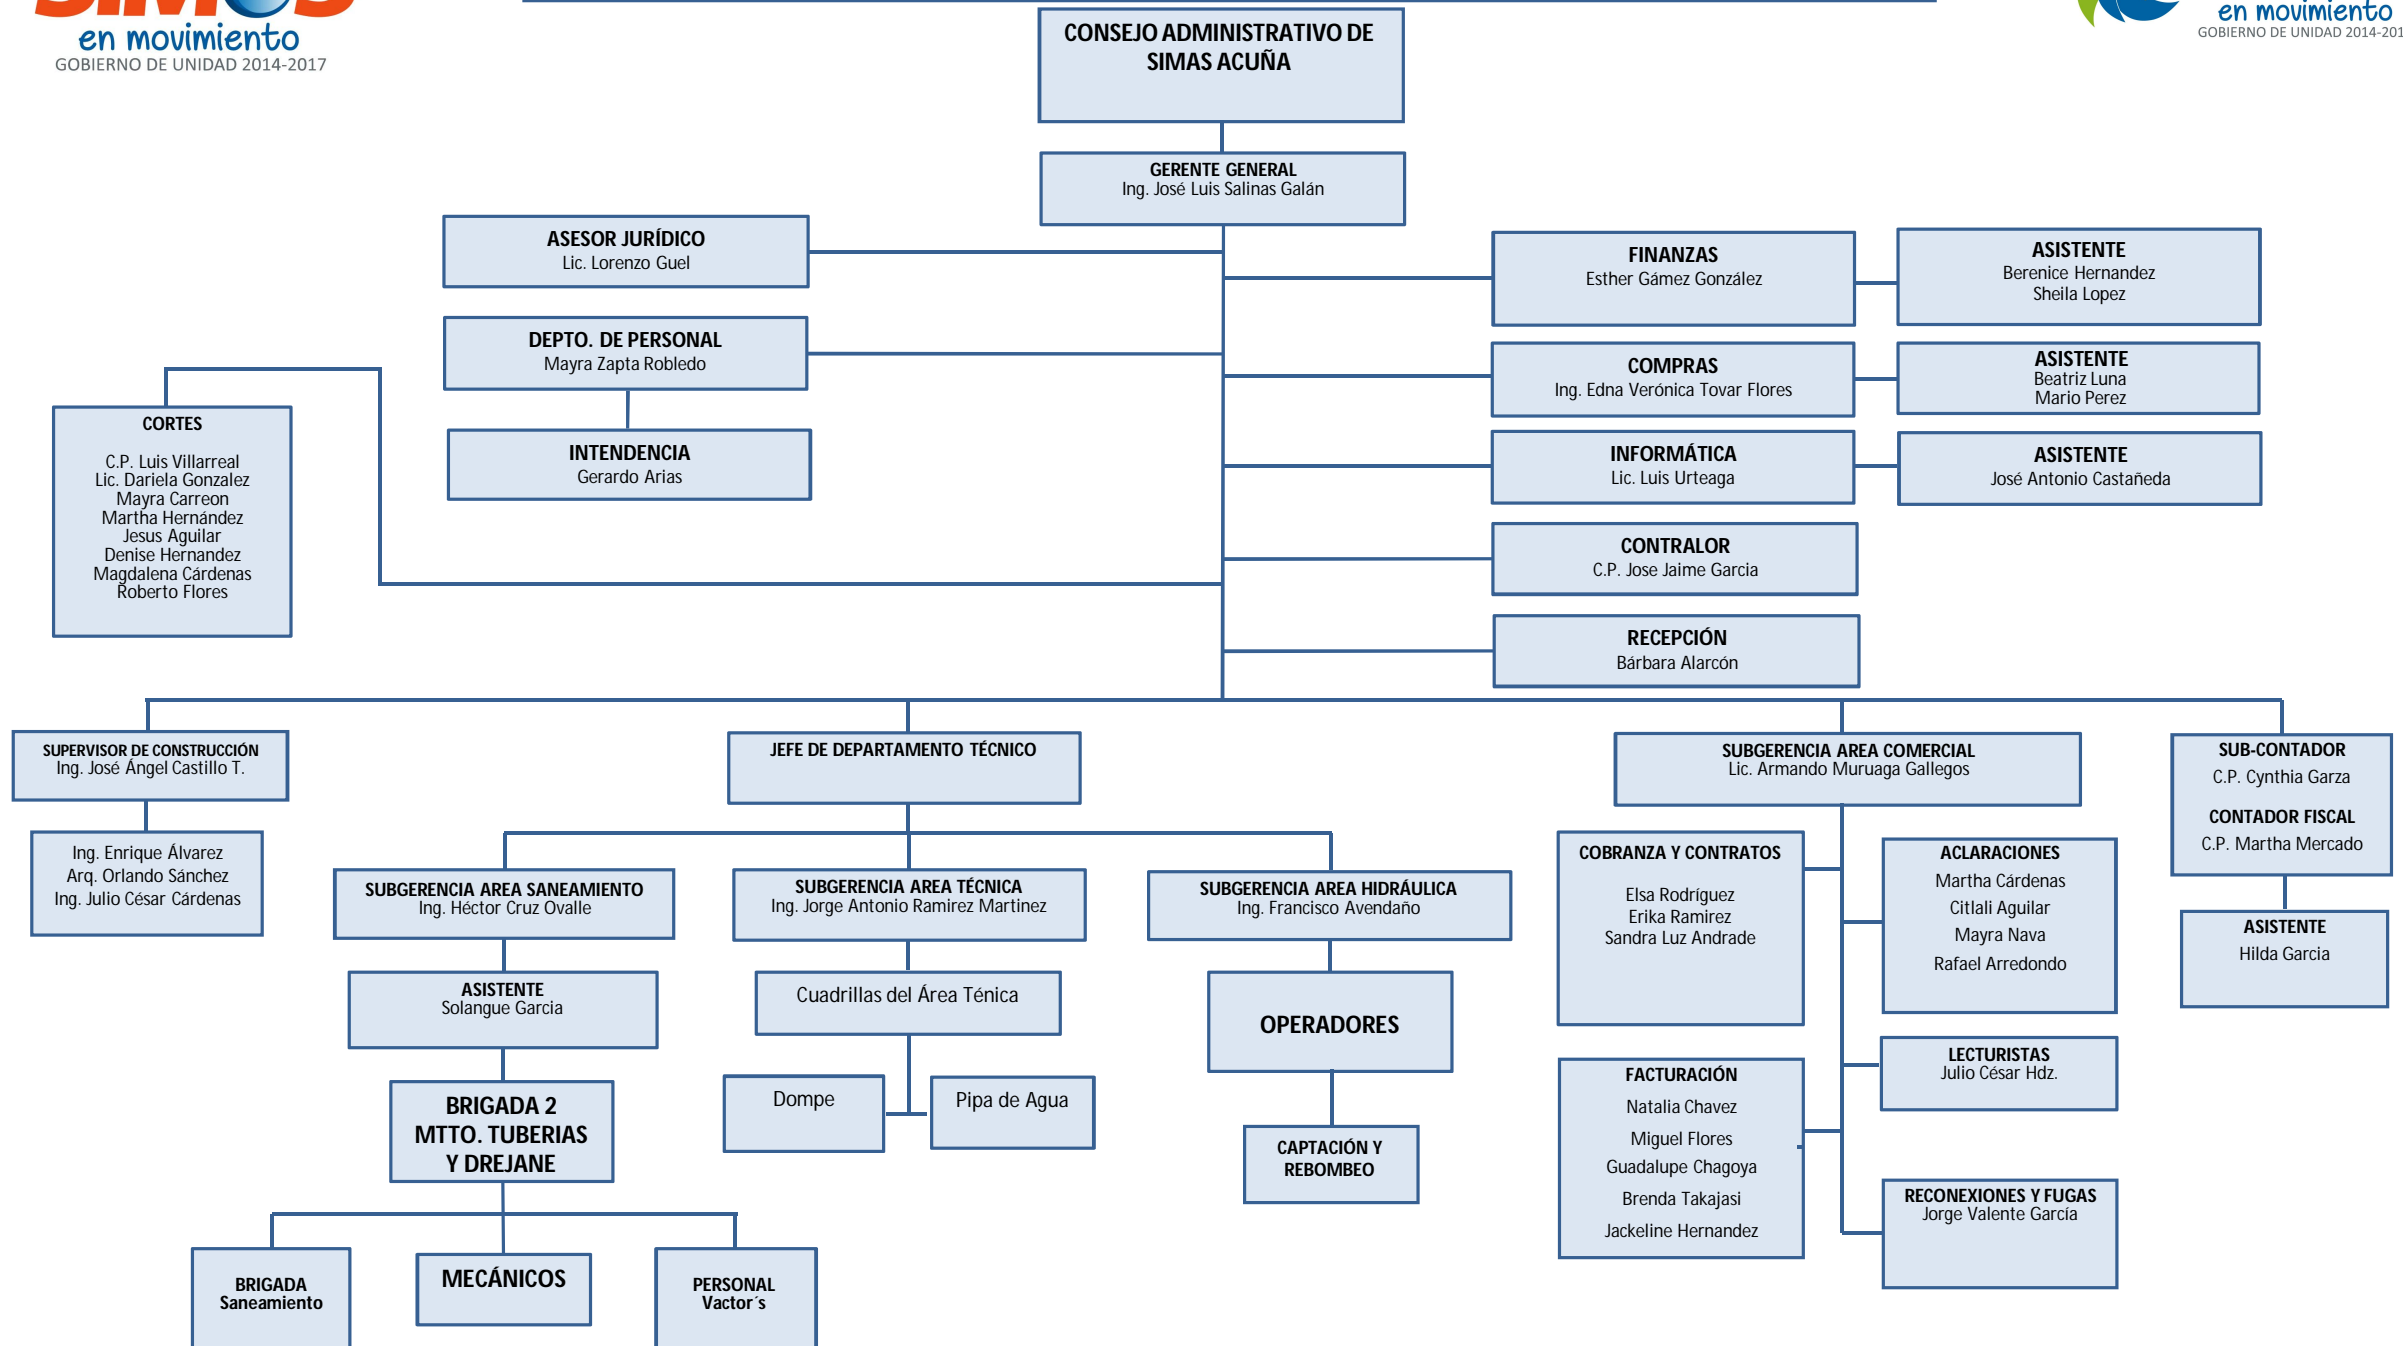 SIMAS
en movimiento
GOBIERNO DE UNIDAD 2014-2017
en movimiento
GOBIERNO DE UNIDAD 2014-201
CONSEJO ADMINISTRATIVO DE
SIMAS ACUÑA
GERENTE GENERAL
Ing. José Luis Salinas Galán
ASESOR JURÍDICO
Lic. Lorenzo Guel
FINANZAS
Esther Gámez González
ASISTENTE
Berenice Hernandez
Sheila Lopez
DEPTO. DE PERSONAL
Mayra Zapta Robledo
COMPRAS
Ing. Edna Verónica Tovar Flores
ASISTENTE
Beatriz Luna
Mario Perez
CORTES
C.P. Luis Villarreal
Lic. Dariela Gonzalez
Mayra Carreon
Martha Hernández
Jesus Aguilar
Denise Hernandez
Magdalena Cárdenas
Roberto Flores
INTENDENCIA
Gerardo Arias
INFORMÁTICA
Lic. Luis Urteaga
ASISTENTE
José Antonio Castañeda
CONTRALOR
C.P. Jose Jaime Garcia
RECEPCIÓN
Bárbara Alarcón
SUPERVISOR DE CONSTRUCCIÓN
Ing. José Ángel Castillo T.
JEFE DE DEPARTAMENTO TÉCNICO
SUBGERENCIA AREA COMERCIAL
Lic. Armando Muruaga Gallegos
SUB-CONTADOR
C.P. Cynthia Garza
CONTADOR FISCAL
C.P. Martha Mercado
Ing. Enrique Álvarez
Arq. Orlando Sánchez
Ing. Julio César Cárdenas
SUBGERENCIA AREA SANEAMIENTO
Ing. Héctor Cruz Ovalle
SUBGERENCIA AREA TÉCNICA
Ing. Jorge Antonio Ramirez Martinez
SUBGERENCIA AREA HIDRÁULICA
Ing. Francisco Avendaño
COBRANZA Y CONTRATOS
Elsa Rodríguez
Erika Ramirez
Sandra Luz Andrade
ACLARACIONES
Martha Cárdenas
Citlali Aguilar
Mayra Nava
Rafael Arredondo
ASISTENTE
Hilda Garcia
ASISTENTE
Solangue Garcia
Cuadrillas del Área Ténica
OPERADORES
BRIGADA 2
MTTO. TUBERIAS
Y DREJANE
Dompe
Pipa de Agua
CAPTACIÓN Y
REBOMBEO
FACTURACIÓN
Natalia Chavez
Miguel Flores
Guadalupe Chagoya
Brenda Takajasi
Jackeline Hernandez
LECTURISTAS
Julio César Hdz.
RECONEXIONES Y FUGAS
Jorge Valente García
BRIGADA
Saneamiento
MECÁNICOS
PERSONAL
Vactor´s